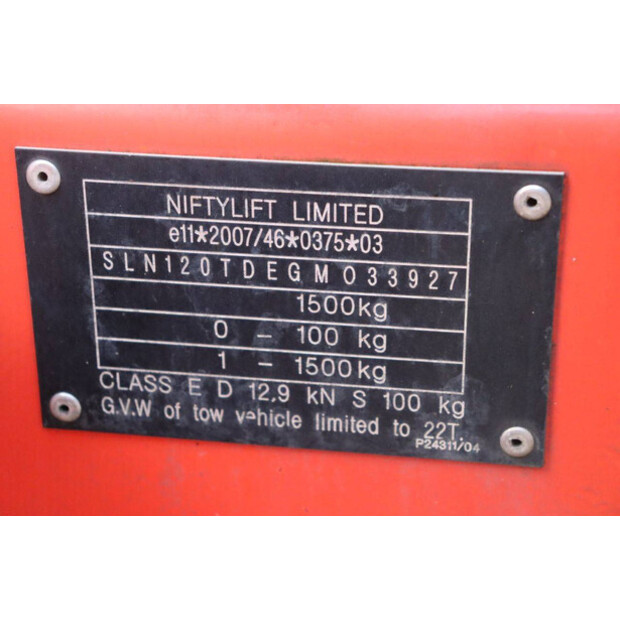 NIFTYLIFT LIMITED
e11*2007/46*0375*03
SLN120TDEGM033927
1500kg
0 - 100 kg
1 - 1500kg
CLASS E D 12.9 kN S 100 kg
G.V.W of tow vehicle limited to 22T.
P24311/04